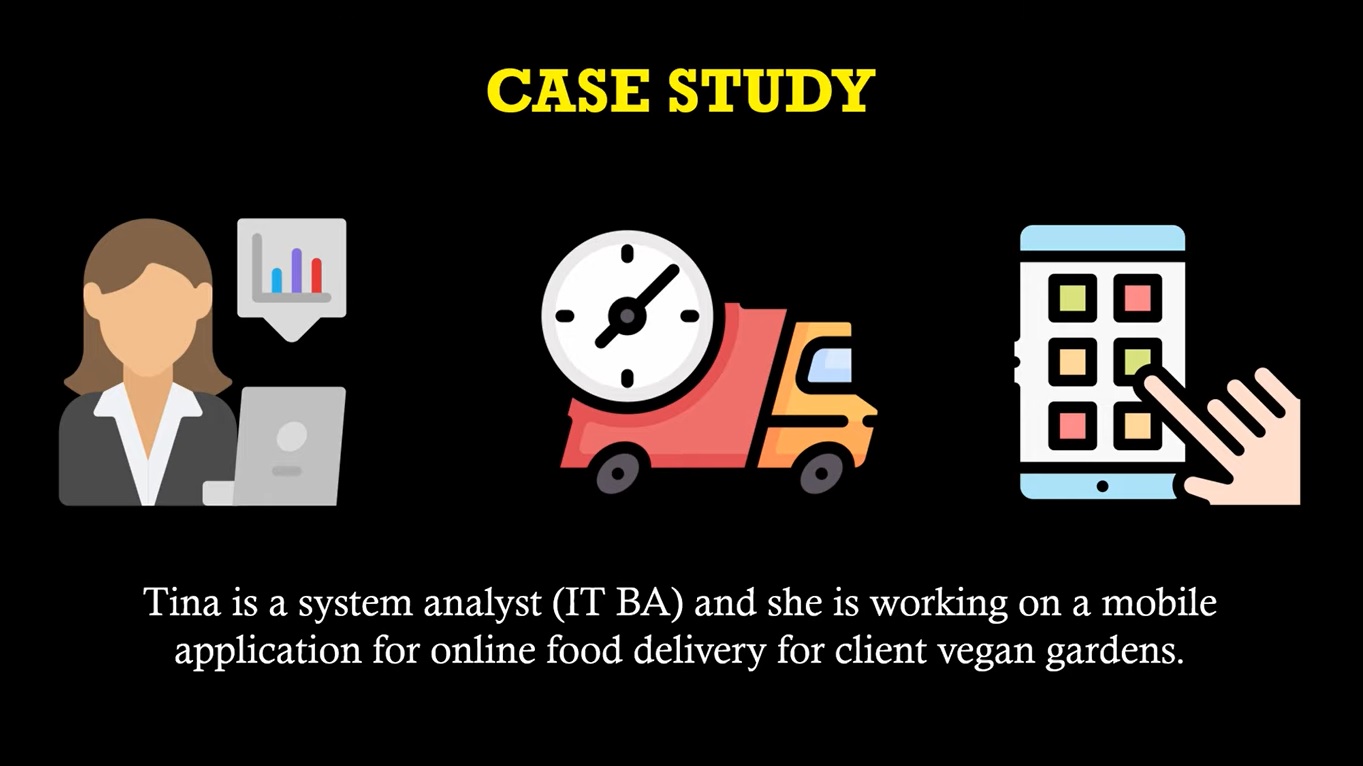 CASE STUDY
Tina is a system analyst (IT BA) and she is working on a mobile
application for online food delivery for client vegan gardens.